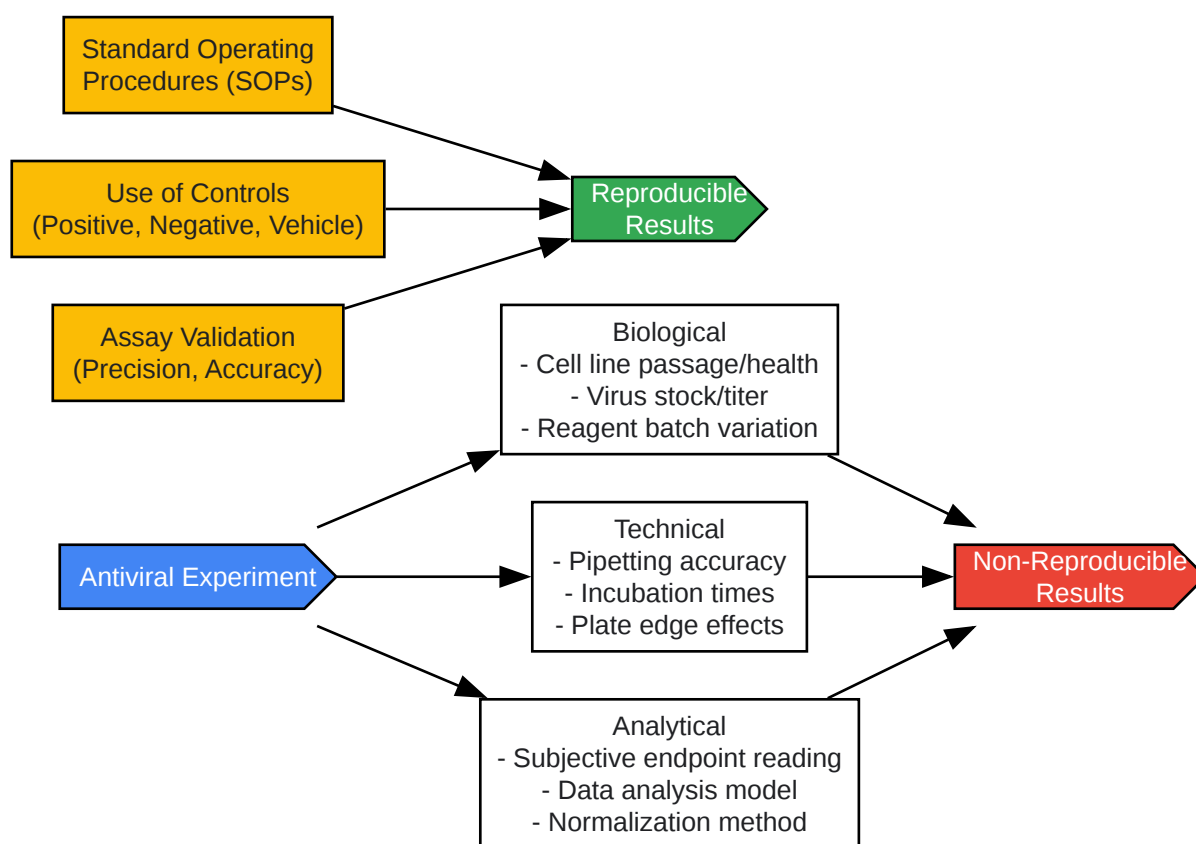 Standard Operating
Procedures (SOPs)
Use of Controls
(Positive, Negative, Vehicle)
Assay Validation
(Precision, Accuracy)
Reproducible
Results
Antiviral Experiment
Biological
- Cell line passage/health
- Virus stock/titer
- Reagent batch variation
Technical
- Pipetting accuracy
- Incubation times
- Plate edge effects
Analytical
- Subjective endpoint reading
- Data analysis model
- Normalization method
Non-Reproducible
Results